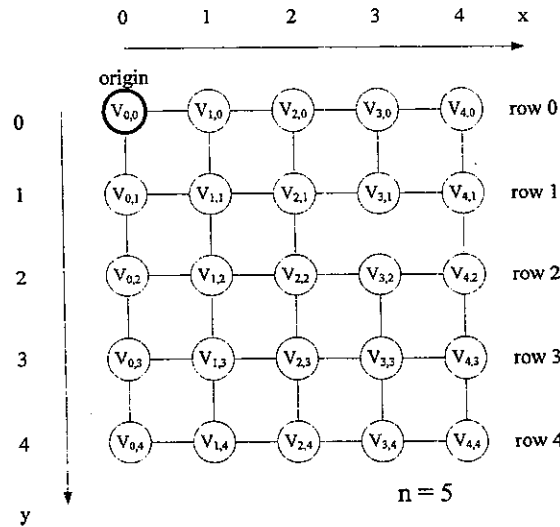 0 1 2 3 4 x
origin
0 V0,0 V1,0 V2,0 V3,0 V4,0 row 0
1 V0,1 V1,1 V2,1 V3,1 V4,1 row 1
2 V0,2 V1,2 V2,2 V3,2 V4,2 row 2
3 V0,3 V1,3 V2,3 V3,3 V4,3 row 3
4 V0,4 V1,4 V2,4 V3,4 V4,4 row 4
n = 5
y